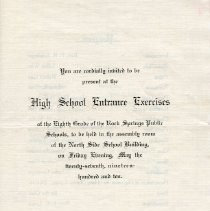 You are cordially invited to be
present at the
High School Entrance Exercises
of the Eighth Grade of the Rock Springs Public
Schools, to be held in the assembly room
of the North Side School Building,
on Friday Evening, May the
twenty-seventh, nineteen
hundred and ten.